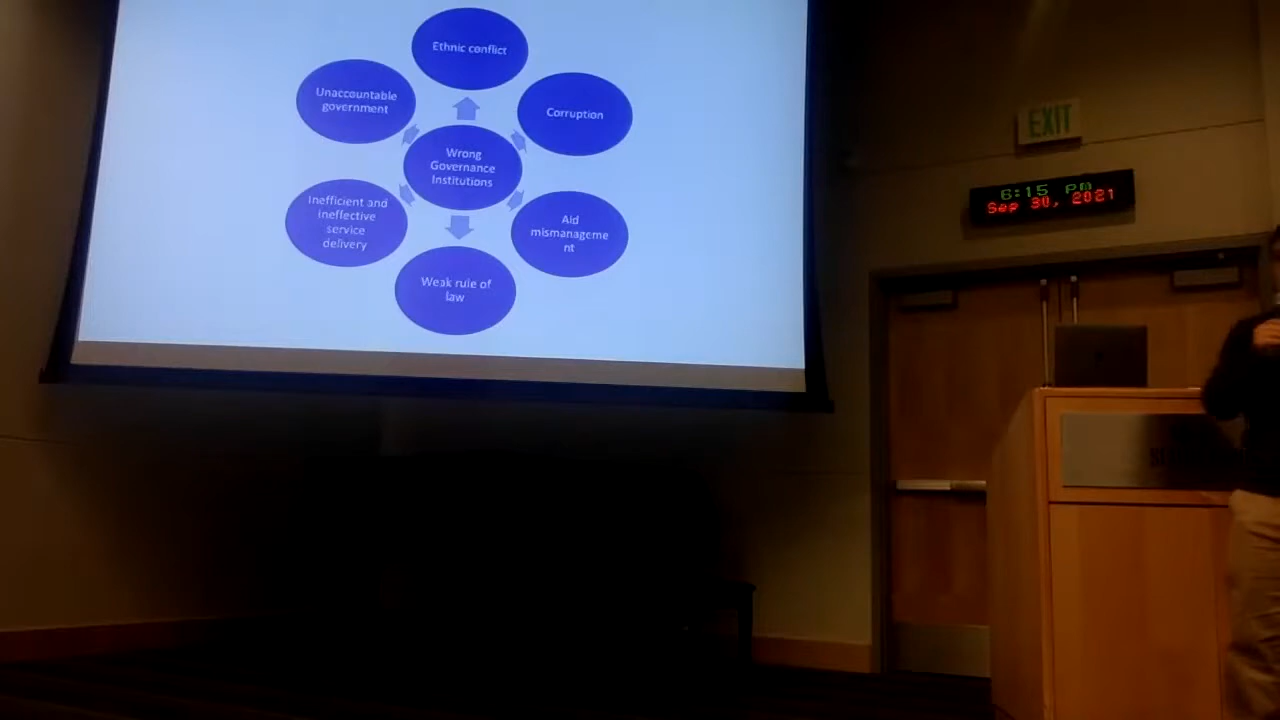 Ethnic conflict
Unaccountable
government
Corruption
Wrong
Governance
Institutions
Inefficient and
ineffective
service
delivery
Aid
mismanageme
nt
Weak rule of
law
EXIT
6:15 PM
Sep 30, 2021